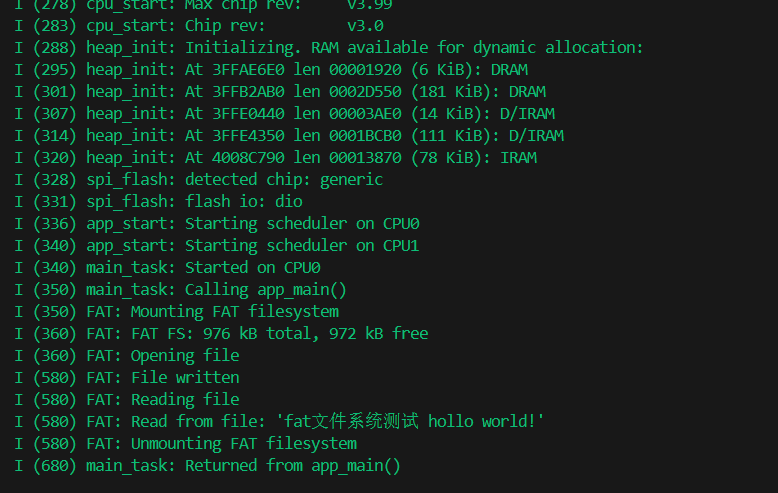 I (278) cpu_start: Max chip rev:     v3.99
I (283) cpu_start: Chip rev:         v3.0
I (288) heap_init: Initializing. RAM available for dynamic allocation:
I (295) heap_init: At 3FFAE6E0 len 00001920 (6 KiB): DRAM
I (301) heap_init: At 3FFB2AB0 len 0002D550 (181 KiB): DRAM
I (307) heap_init: At 3FFE0440 len 00003AE0 (14 KiB): D/IRAM
I (314) heap_init: At 3FFE4350 len 0001BCB0 (111 KiB): D/IRAM
I (320) heap_init: At 4008C790 len 00013870 (78 KiB): IRAM
I (328) spi_flash: detected chip: generic
I (331) spi_flash: flash io: dio
I (336) app_start: Starting scheduler on CPU0
I (340) app_start: Starting scheduler on CPU1
I (340) main_task: Started on CPU0
I (350) main_task: Calling app_main()
I (350) FAT: Mounting FAT filesystem
I (360) FAT: FAT FS: 976 kB total, 972 kB free
I (360) FAT: Opening file
I (580) FAT: File written
I (580) FAT: Reading file
I (580) FAT: Read from file: 'fat文件系统测试 hollo world!'
I (580) FAT: Unmounting FAT filesystem
I (680) main_task: Returned from app_main()